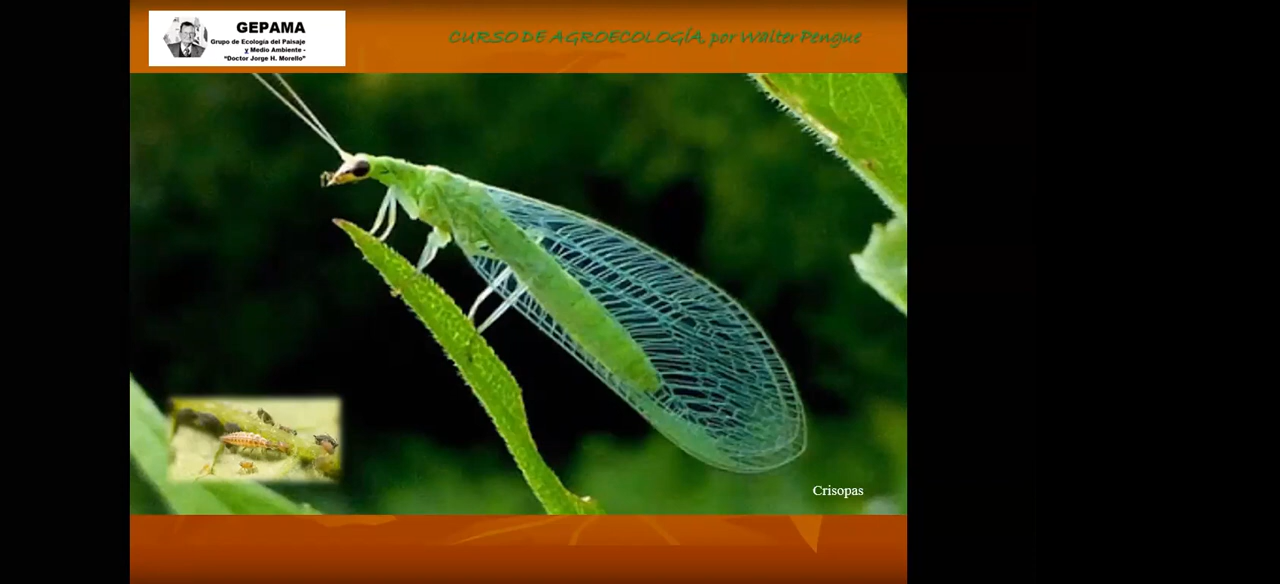 GEPAMA
Grupo de Ecología del Paisaje
y Medio Ambiente -
"Doctor Jorge H. Morello"
CURSO DE AGROECOLOGÍA, por Walter Pengue
Crisopas